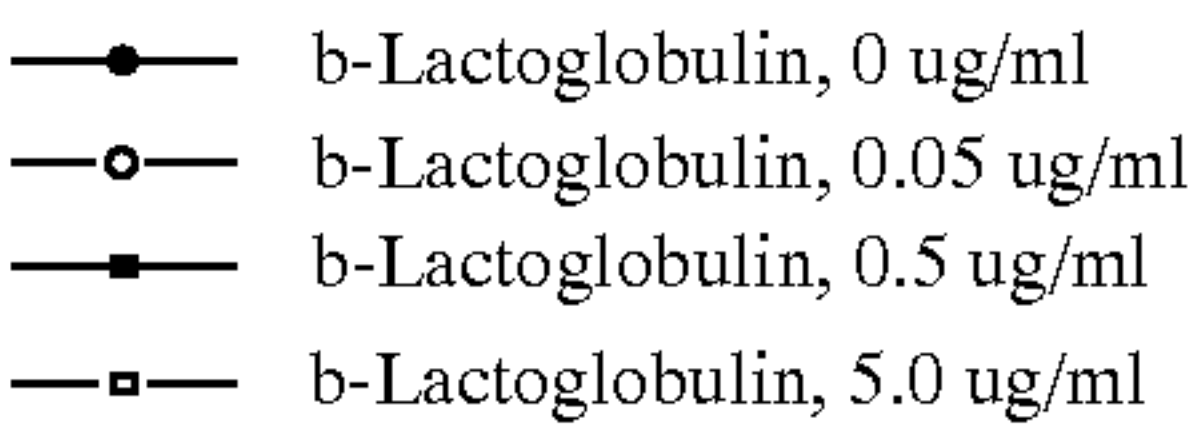 b-Lactoglobulin, 0 ug/ml
b-Lactoglobulin, 0.05 ug/ml
b-Lactoglobulin, 0.5 ug/ml
b-Lactoglobulin, 5.0 ug/ml